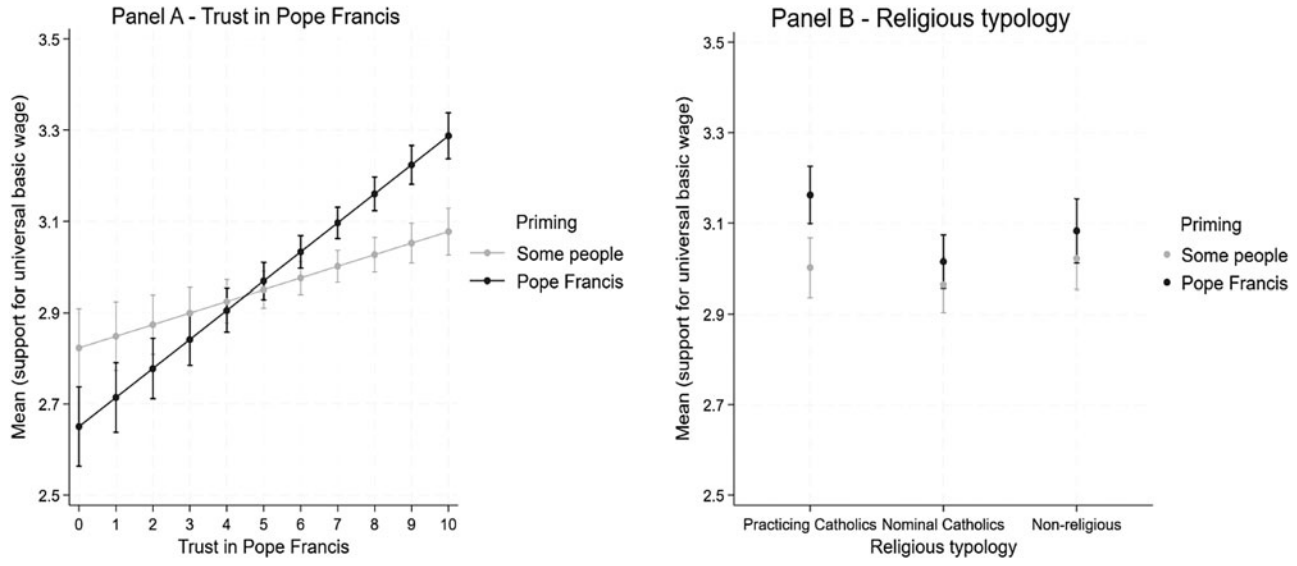 Panel A - Trust in Pope Francis
Mean (support for universal basic wage)
3.5
3.3
3.1
2.9
2.7
2.5
0 1 2 3 4 5 6 7 8 9 10
Trust in Pope Francis
Priming
Some people
Pope Francis
Panel B - Religious typology
Mean (support for universal basic wage)
3.5
3.3
3.1
2.9
2.7
2.5
Practicing Catholics Nominal Catholics Non-religious
Religious typology
Priming
Some people
Pope Francis